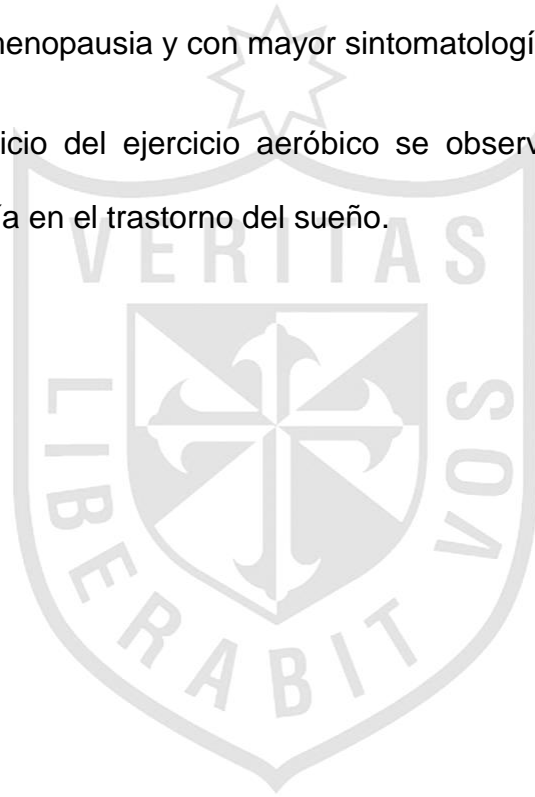 menopausia y con mayor sintomatologí
icio del ejercicio aeróbico se observ
ía en el trastorno del sueño.
VERITAS
LIBERABIT
VOS